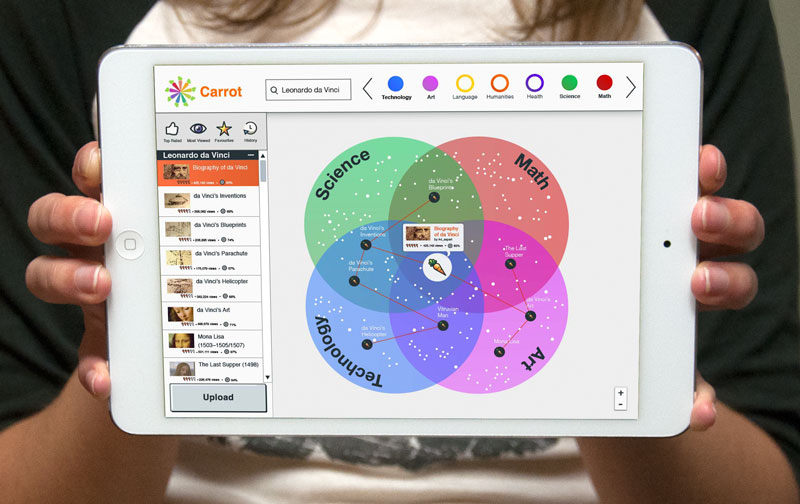 Carrot
Leonardo da Vinci
Technology
Art
Language
Humanities
Health
Science
Math
Top Rated
Most Viewed
Favourites
History
Leonardo da Vinci
Biography of da Vinci
da Vinci's Inventions
da Vinci's Blueprints
da Vinci's Parachute
da Vinci's Helicopter
da Vinci's Art
Mona Lisa
(1503–1505/1507)
The Last Supper (1498)
Upload
Science
Math
Technology
Art
da Vinci's
Blueprints
da Vinci's
Inventions
Biography
of da Vinci
da Vinci's
Parachute
The Last
Supper
da Vinci's
Art
Vitruvian
Man
da Vinci's
Helicopter
Mona Lisa
+
-